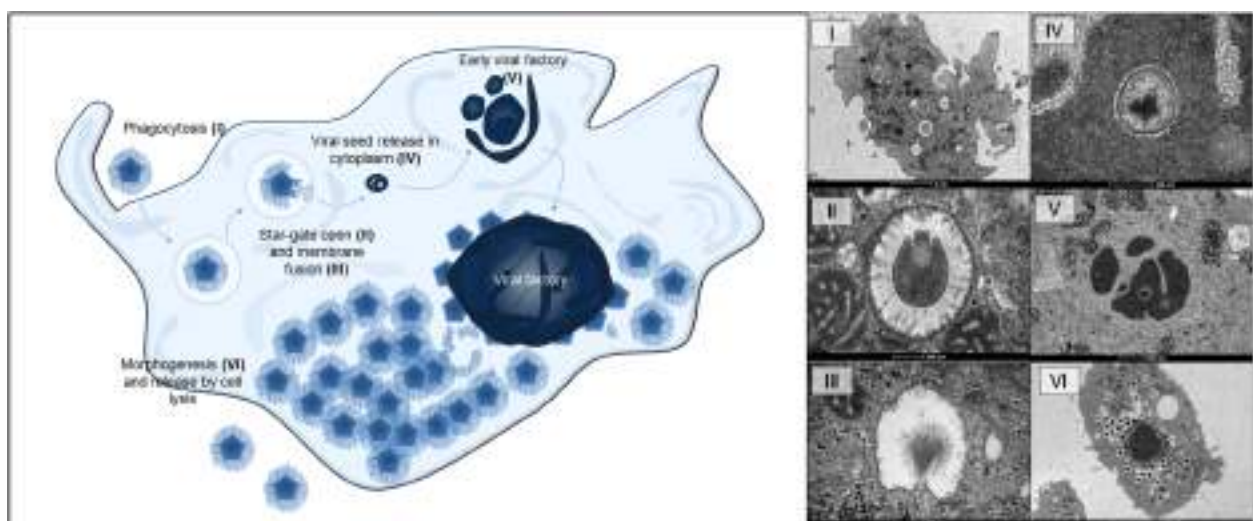 Phagocytosis (I)
Early viral factory
(V)
Viral seed release in
cytoplasm (IV)
Star-gate open (II)
and membrane
fusion (III)
Viral factory
Morphogenesis (VI)
and release by cell
lysis
I
IV
II
V
III
VI